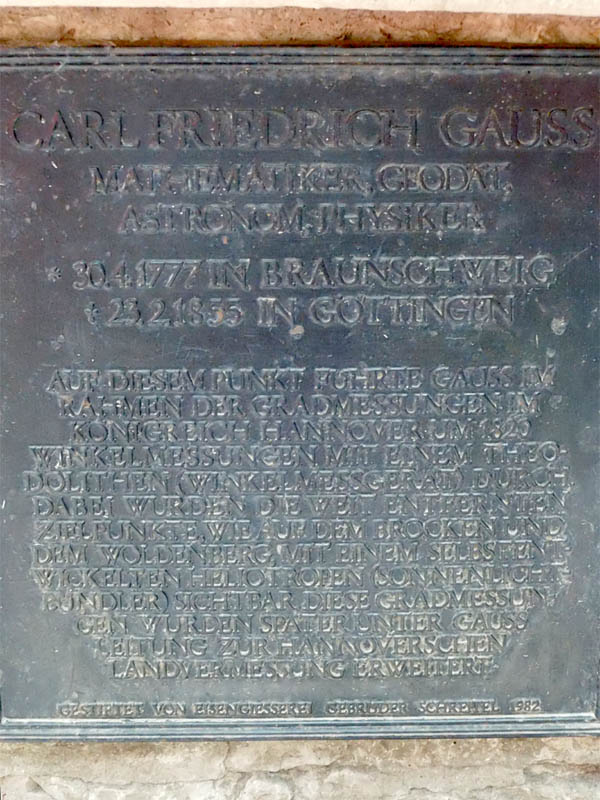 CARL FRIEDRICH GAUSS
MATHEMATIKER, GEODÄT,
ASTRONOM, PHYSIKER
* 30.4.1777 IN BRAUNSCHWEIG
† 23.2.1855 IN GÖTTINGEN
AUF DIESEM PUNKT FÜHRTE GAUSS IM
RAHMEN DER GRADMESSUNGEN IM
KÖNIGREICH HANNOVER UM 1820
WINKELMESSUNGEN MIT EINEM THEO-
DOLITHEN (WINKELMESSGERÄT) DURCH.
DABEI WURDEN DIE WEIT ENTFERNTEN
ZIELPUNKTE, WIE AUF DEM BROCKEN UND
DEM WOLDENBERG, MIT EINEM SELBSTENT-
WICKELTEN HELIOTROPEN (SONNENLICHT-
BÜNDLER) SICHTBAR. DIESE GRADMESSUN-
GEN WURDEN SPÄTER UNTER GAUSS
LEITUNG ZUR HANNOVERSCHEN
LANDVERMESSUNG ERWEITERT.
GESTIFTET VON EISENGIESSEREI GEBRÜDER 1982